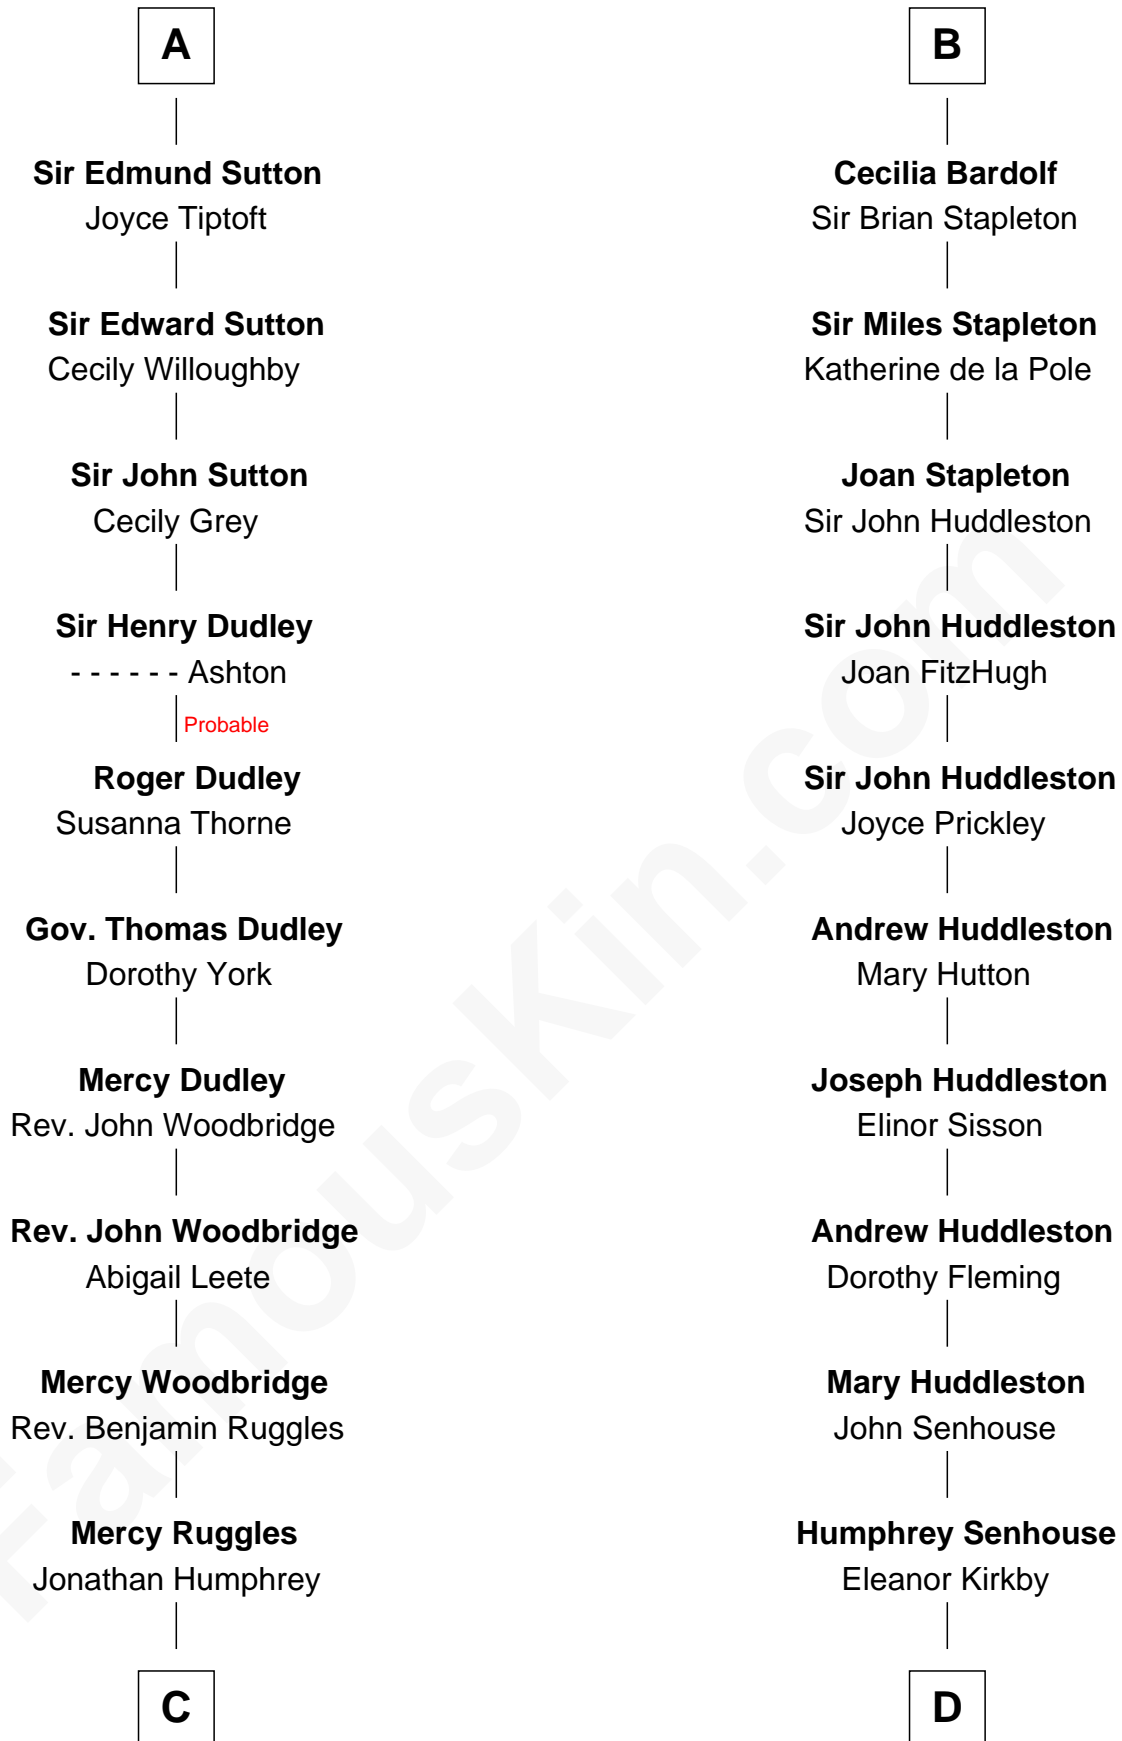 A
Sir Edmund Sutton
Joyce Tiptoft
Sir Edward Sutton
Cecily Willoughby
Sir John Sutton
Cecily Grey
Sir Henry Dudley
- - - - - - Ashton
Probable
Roger Dudley
Susanna Thorne
Gov. Thomas Dudley
Dorothy York
Mercy Dudley
Rev. John Woodbridge
Rev. John Woodbridge
Abigail Leete
Mercy Woodbridge
Rev. Benjamin Ruggles
Mercy Ruggles
Jonathan Humphrey
C
B
Cecilia Bardolf
Sir Brian Stapleton
Sir Miles Stapleton
Katherine de la Pole
Joan Stapleton
Sir John Huddleston
Sir John Huddleston
Joan FitzHugh
Sir John Huddleston
Joyce Prickley
Andrew Huddleston
Mary Hutton
Joseph Huddleston
Elinor Sisson
Andrew Huddleston
Dorothy Fleming
Mary Huddleston
John Senhouse
Humphrey Senhouse
Eleanor Kirkby
D
FamousKin.com